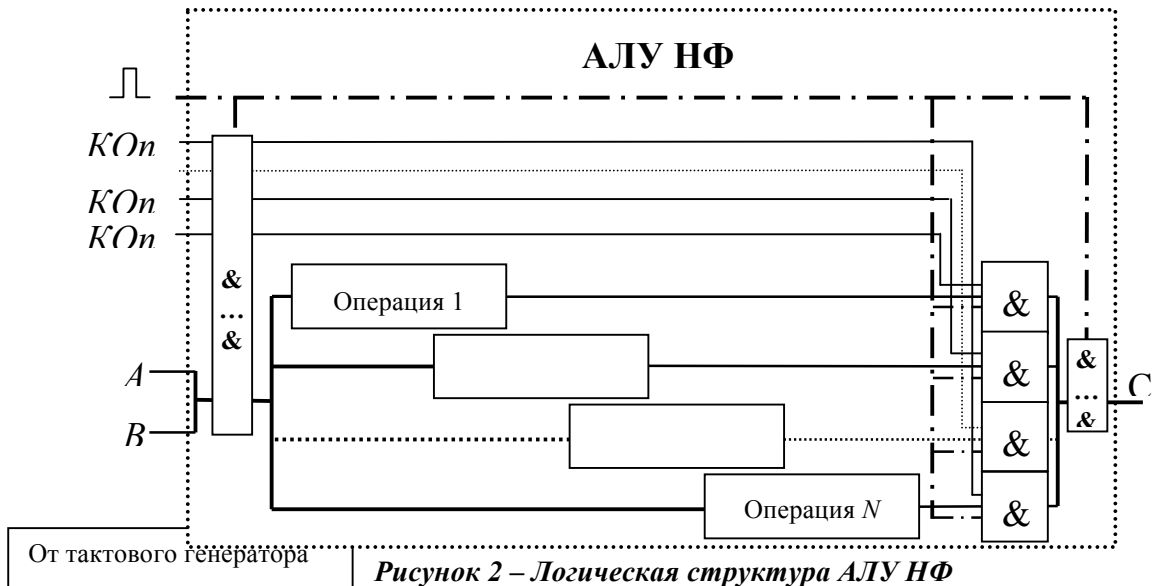 АЛУ НФ
КОп
КОп
КОп
&
...
&
Операция 1
&
&
&
&
&
...
&
A
B
C
Операция N
От тактового генератора
Рисунок 2 – Логическая структура АЛУ НФ